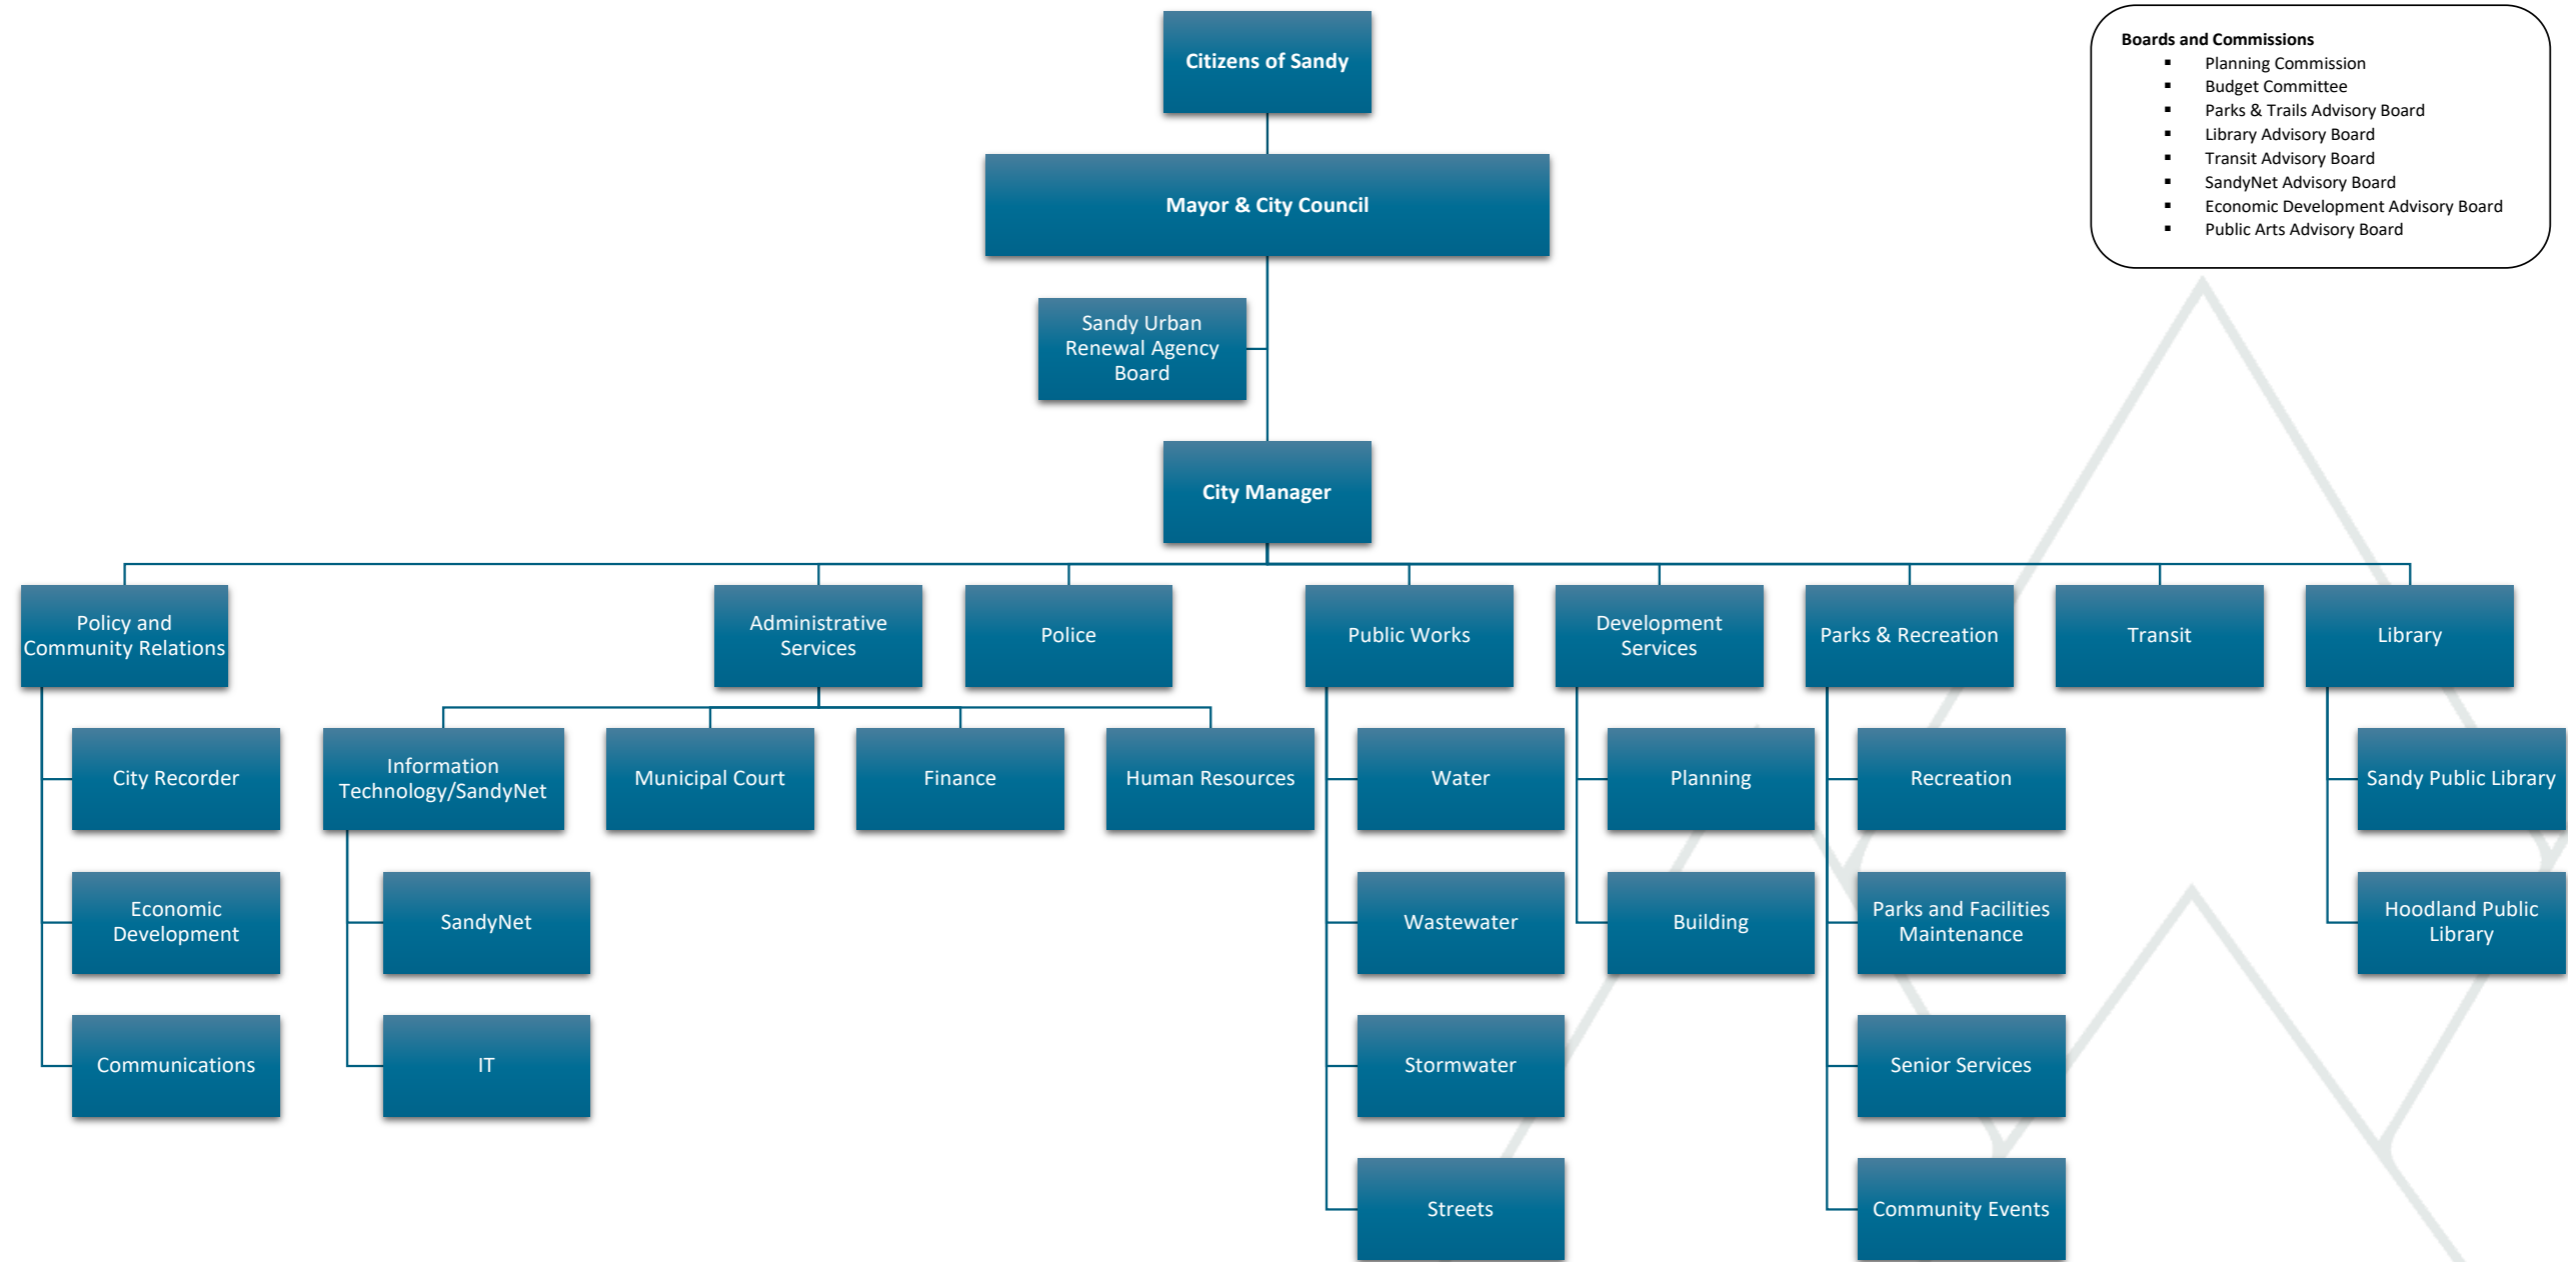 Citizens of Sandy
Boards and Commissions
▪ Planning Commission
▪ Budget Committee
▪ Parks & Trails Advisory Board
▪ Library Advisory Board
▪ Transit Advisory Board
▪ SandyNet Advisory Board
▪ Economic Development Advisory Board
▪ Public Arts Advisory Board
Mayor & City Council
Sandy Urban
Renewal Agency
Board
City Manager
Policy and
Community Relations
Administrative
Services
Police
Public Works
Development
Services
Parks & Recreation
Transit
Library
City Recorder
Information
Technology/SandyNet
Municipal Court
Finance
Human Resources
Water
Planning
Recreation
Sandy Public Library
Economic
Development
SandyNet
Wastewater
Building
Parks and Facilities
Maintenance
Hoodland Public
Library
Communications
IT
Stormwater
Senior Services
Streets
Community Events